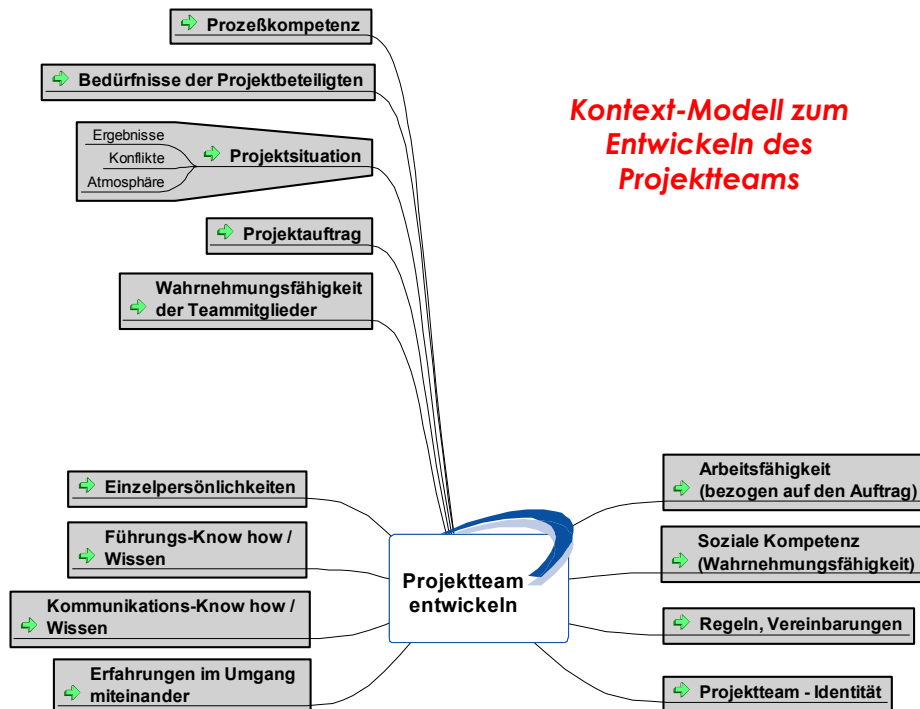 Kontext-Modell zum
Entwickeln des
Projektteams
Prozeßkompetenz
Bedürfnisse der Projektbeteiligten
Projektsituation
Ergebnisse
Konflikte
Atmosphäre
Projektauftrag
Wahrnehmungsfähigkeit
der Teammitglieder
Einzelpersönlichkeiten
Führungs-Know how /
Wissen
Kommunikations-Know how /
Wissen
Erfahrungen im Umgang
miteinander
Projektteam
entwickeln
Arbeitsfähigkeit
(bezogen auf den Auftrag)
Soziale Kompetenz
(Wahrnehmungsfähigkeit)
Regeln, Vereinbarungen
Projektteam - Identität